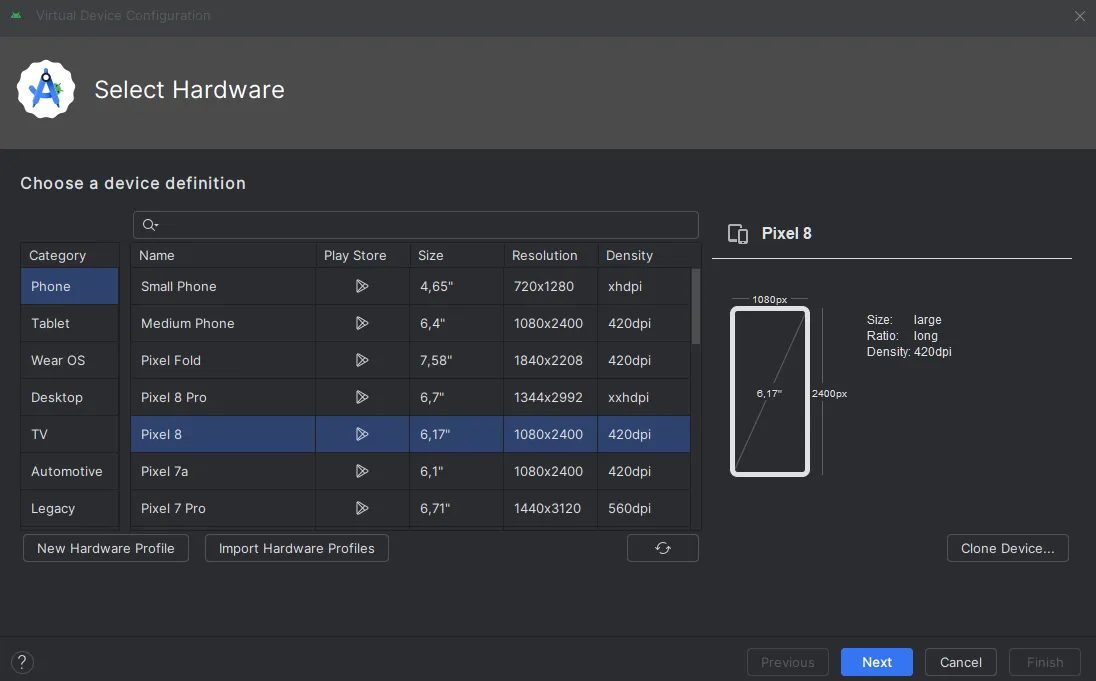 Virtual Device Configuration
Select Hardware
Choose a device definition
Category
Phone
Tablet
Wear OS
Desktop
TV
Automotive
Legacy
Name Play Store Size Resolution Density
Small Phone 4,65" 720x1280 xhdpi
Medium Phone 6,4" 1080x2400 420dpi
Pixel Fold 7,58" 1840x2208 420dpi
Pixel 8 Pro 6,7" 1344x2992 xxhdpi
Pixel 8 6,17" 1080x2400 420dpi
Pixel 7a 6,1" 1080x2400 420dpi
Pixel 7 Pro 6,71" 1440x3120 560dpi
New Hardware Profile Import Hardware Profiles
Pixel 8
1080px
6,17"
2400px
Size: large
Ratio: long
Density: 420dpi
Clone Device...
?
Previous Next Cancel Finish